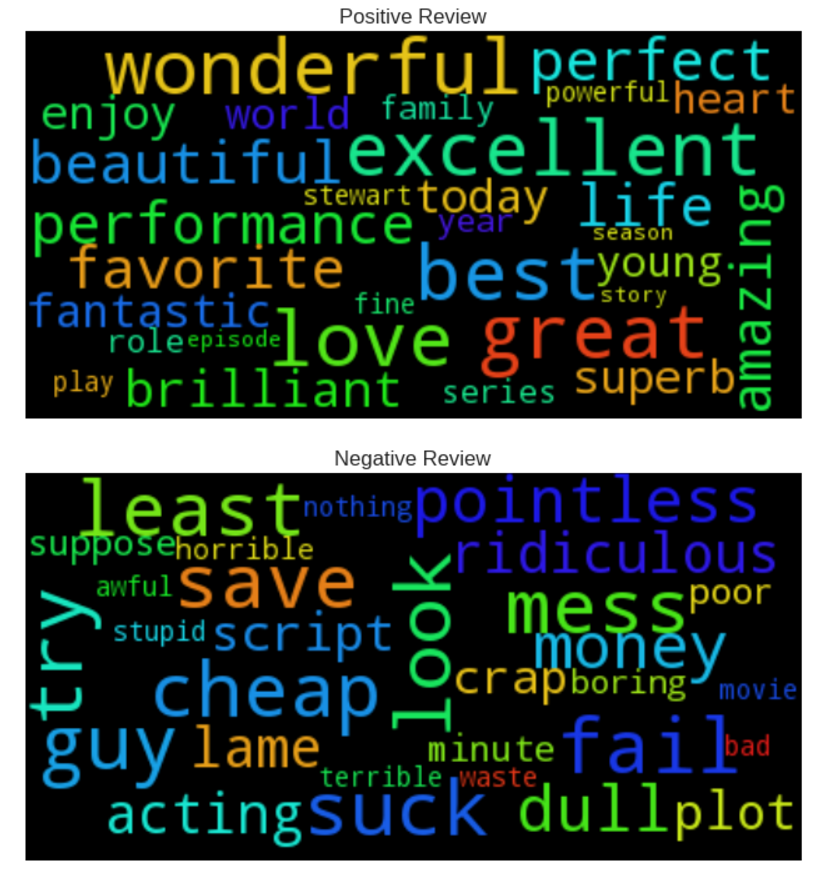 Positive Review
wonderful perfect
powerful heart
enjoy world family
beautiful excellent
stewart today life
performance year season
amazing
favorite best young
fantastic fine story
role episode love great
play brilliant series superb
Negative Review
least nothing pointless
suppose horrible ridiculous
awful save look mess poor
try stupid script money
cheap crap boring movie
guy lame minute fail bad
terrible waste
acting suck dull plot